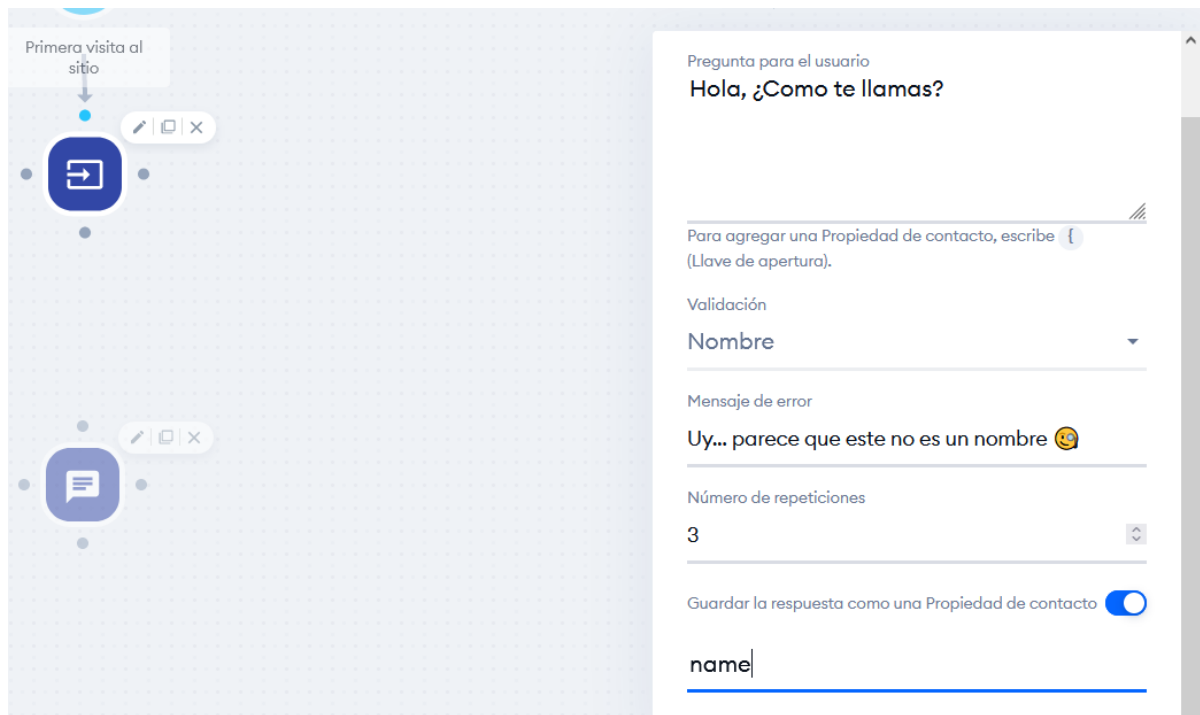 Primera visita al
sitio
Pregunta para el usuario
Hola, ¿Como te llamas?
Para agregar una Propiedad de contacto, escribe {
(Llave de apertura).
Validación
Nombre
Mensaje de error
Uy... parece que este no es un nombre 🧐
Número de repeticiones
3
Guardar la respuesta como una Propiedad de contacto
name